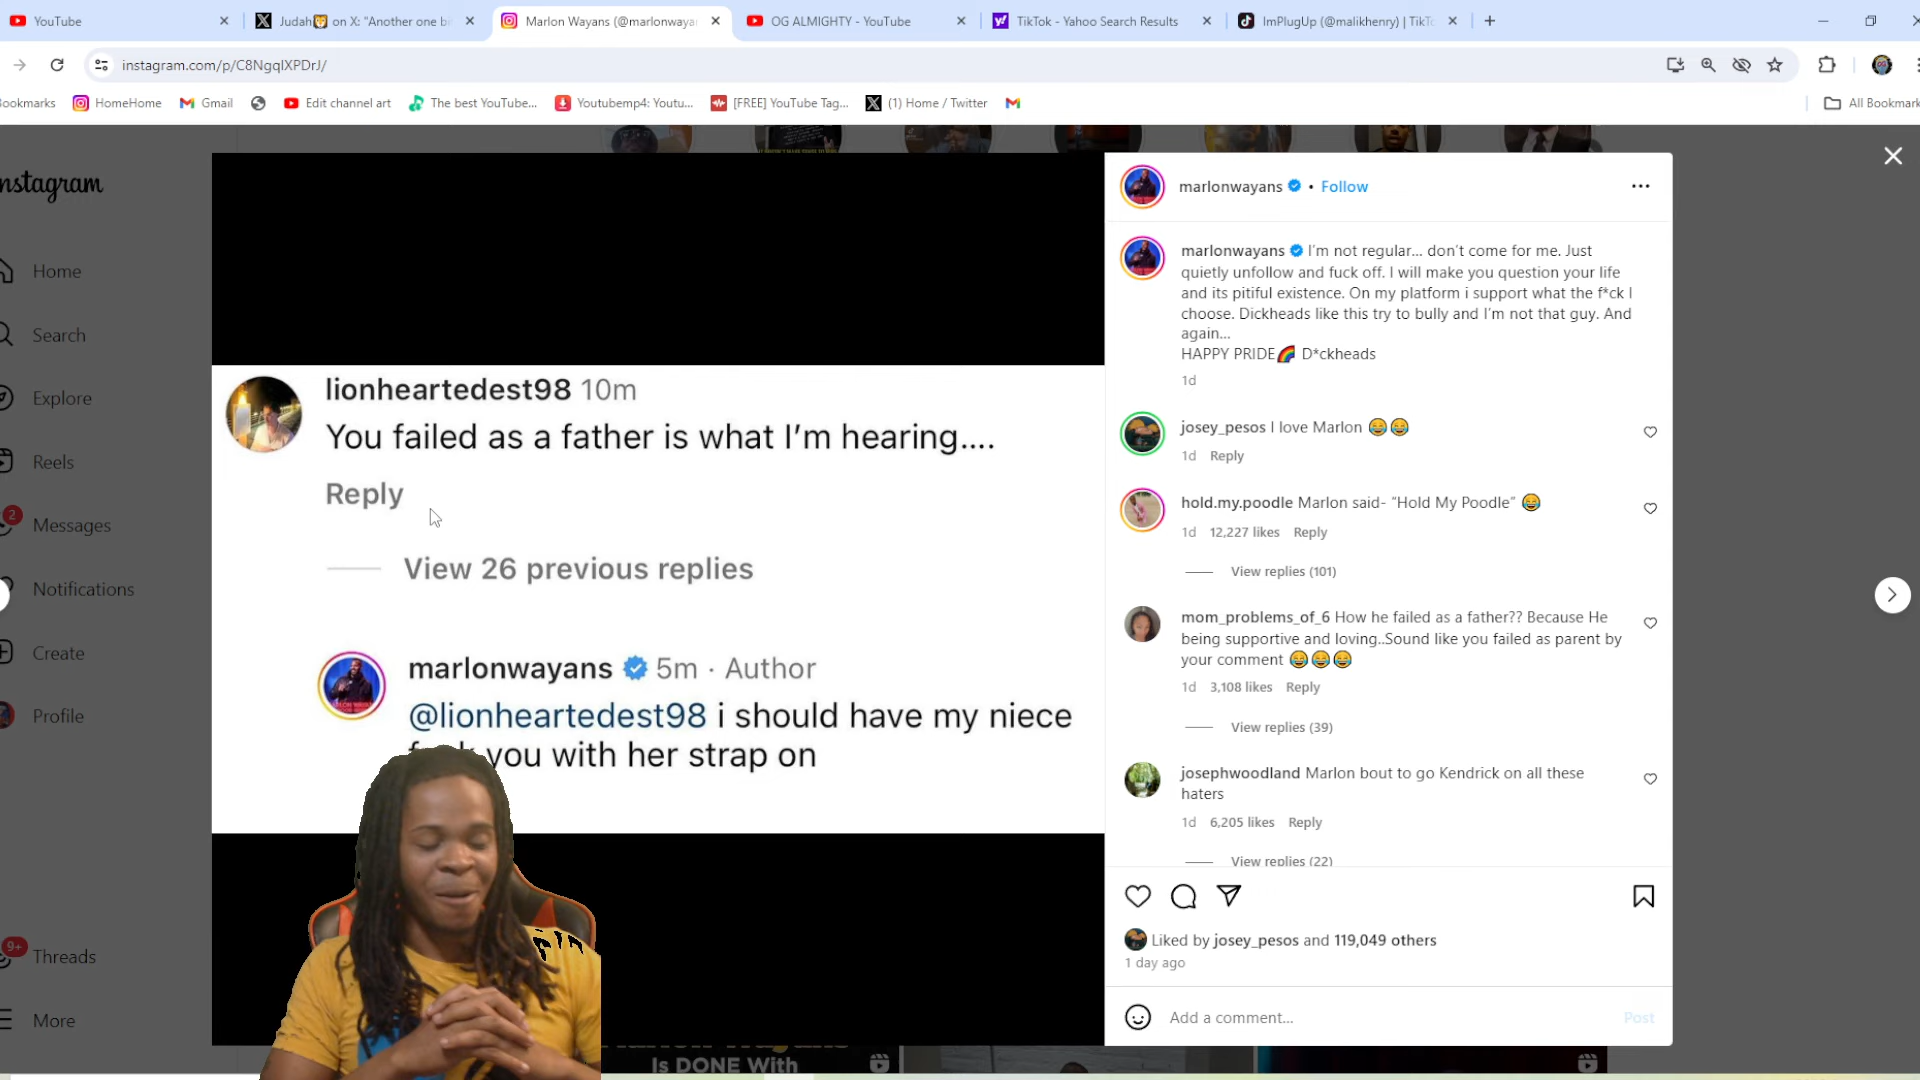 YouTube
Judah🦁 on X: "Another one bi
Marlon Wayans (@marlonwayan
OG ALMIGHTY - YouTube
TikTok - Yahoo Search Results
ImPlugUp (@malikhenry) | TikTo
instagram.com/p/C8NgqlXPDrJ/
ookmarks
HomeHome
Gmail
Edit channel art
The best YouTube...
Youtubemp4: Youtu...
[FREE] YouTube Tag...
(1) Home / Twitter
All Bookmark
nstagram
Home
Search
Explore
Reels
2
Messages
Notifications
Create
Profile
9+
Threads
More
lionheartedest98 10m
You failed as a father is what I'm hearing....
Reply
View 26 previous replies
marlonwayans 5m · Author
@lionheartedest98 i should have my niece
you with her strap on
marlonwayans • Follow
marlonwayans I'm not regular... don't come for me. Just
quietly unfollow and fuck off. I will make you question your life
and its pitiful existence. On my platform i support what the f*ck I
choose. Dickheads like this try to bully and I'm not that guy. And
again...
HAPPY PRIDE🌈 D*ckheads
1d
josey_pesos I love Marlon 😂😂
1d Reply
hold.my.poodle Marlon said- "Hold My Poodle" 😂
1d 12,227 likes Reply
View replies (101)
mom_problems_of_6 How he failed as a father?? Because He
being supportive and loving..Sound like you failed as parent by
your comment 😂😂😂
1d 3,108 likes Reply
View replies (39)
josephwoodland Marlon bout to go Kendrick on all these
haters
1d 6,205 likes Reply
View replies (22)
Liked by josey_pesos and 119,049 others
1 day ago
Add a comment...
Post
Is DONE With